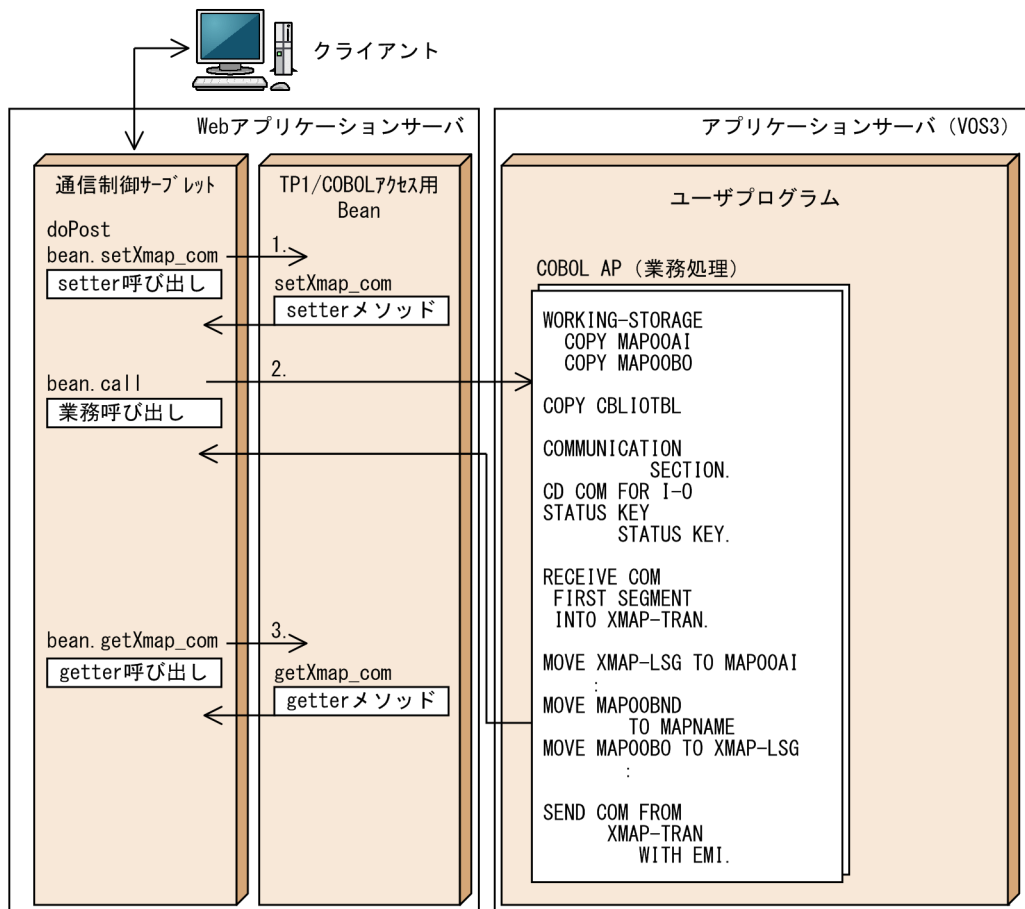 クライアント
Webアプリケーションサーバ
アプリケーションサーバ（VOS3）
通信制御ｻｰﾌﾞﾚｯﾄ
doPost
bean.setXmap_com
setter呼び出し
bean.call
業務呼び出し
bean.getXmap_com
getter呼び出し
TP1/COBOLｱｸｾｽ用
Bean
1.
setXmap_com
setterメソッド
2.
3.
getXmap_com
getterメソッド
ユーザプログラム
COBOL AP（業務処理）
WORKING-STORAGE
COPY MAP00AI
COPY MAP00BO
COPY CBLIOTBL
COMMUNICATION
SECTION.
CD COM FOR I-O
STATUS KEY
STATUS KEY.
RECEIVE COM
FIRST SEGMENT
INTO XMAP-TRAN.
MOVE XMAP-LSG TO MAP00AI
:
MOVE MAP00BND
TO MAPNAME
MOVE MAP00BO TO XMAP-LSG
:
SEND COM FROM
XMAP-TRAN
WITH EMI.